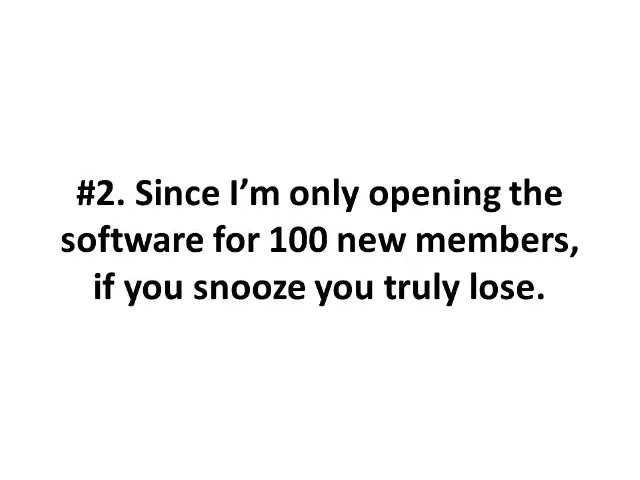 #2. Since I’m only opening the
software for 100 new members,
if you snooze you truly lose.